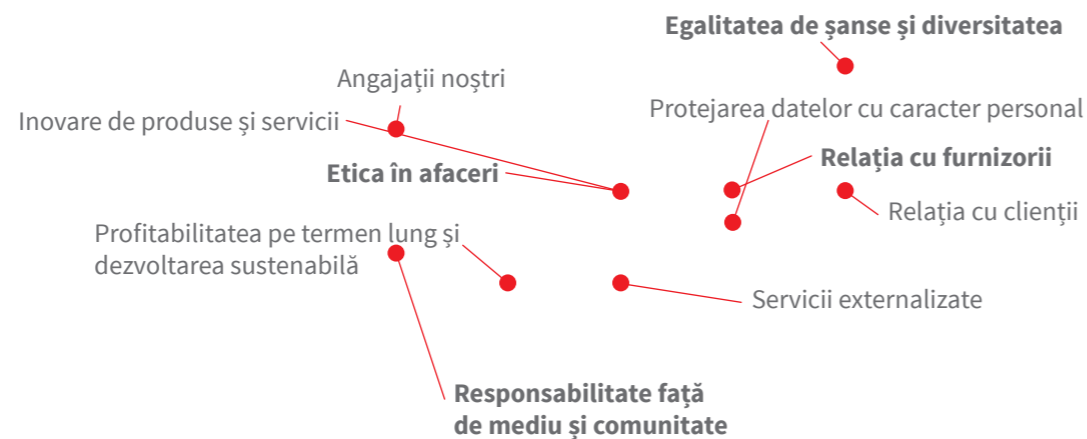 Egalitatea de șanse și diversitatea
Angajații noștri
Protejarea datelor cu caracter personal
Inovare de produse și servicii
Relația cu furnizorii
Etica în afaceri
Relația cu clienții
Profitabilitatea pe termen lung și
dezvoltarea sustenabilă
Servicii externalizate
Responsabilitate față
de mediu și comunitate